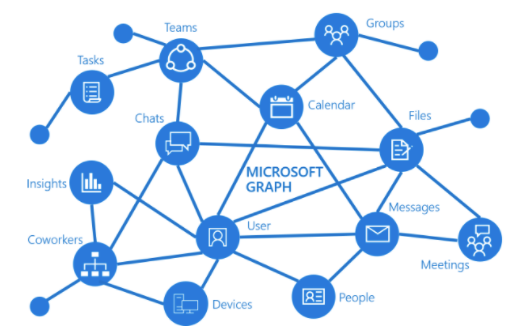 Teams
Groups
Tasks
Calendar
Chats
Files
MICROSOFT
GRAPH
Insights
Messages
User
Coworkers
Meetings
People
Devices